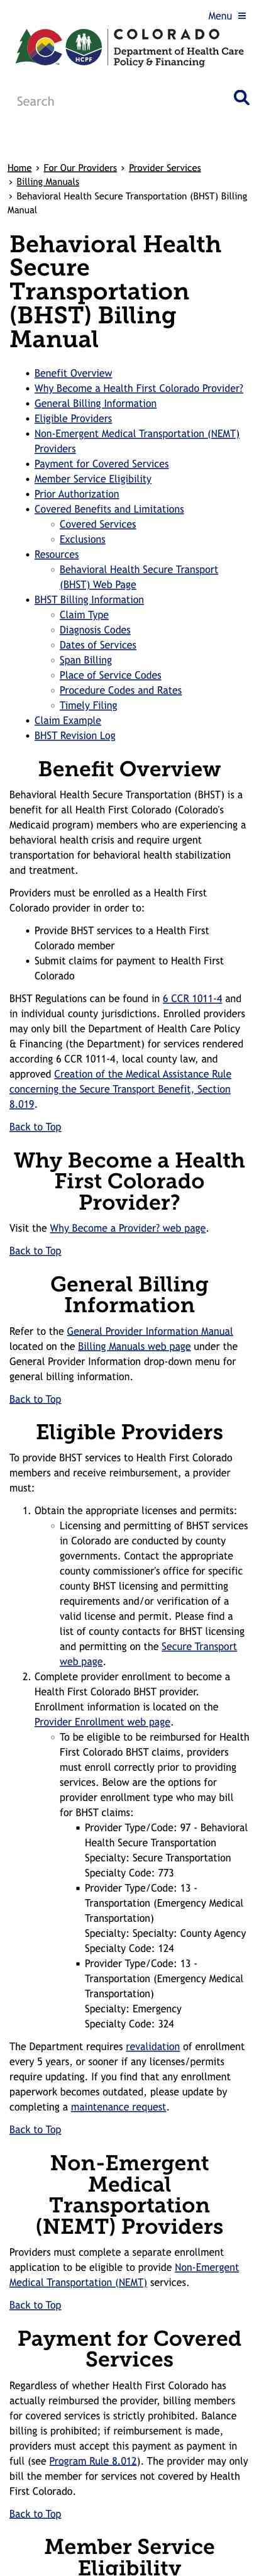 Menu ≡
COLORADO
Department of Health Care
Policy & Financing
HCPF
Search
Home › For Our Providers › Provider Services
› Billing Manuals
› Behavioral Health Secure Transportation (BHST) Billing
Manual
Behavioral Health
Secure
Transportation
(BHST) Billing
Manual
• Benefit Overview
• Why Become a Health First Colorado Provider?
• General Billing Information
• Eligible Providers
• Non-Emergent Medical Transportation (NEMT)
Providers
• Payment for Covered Services
• Member Service Eligibility
• Prior Authorization
• Covered Benefits and Limitations
◦ Covered Services
◦ Exclusions
• Resources
◦ Behavioral Health Secure Transport
(BHST) Web Page
• BHST Billing Information
◦ Claim Type
◦ Diagnosis Codes
◦ Dates of Services
◦ Span Billing
◦ Place of Service Codes
◦ Procedure Codes and Rates
◦ Timely Filing
• Claim Example
• BHST Revision Log
Benefit Overview
Behavioral Health Secure Transportation (BHST) is a
benefit for all Health First Colorado (Colorado's
Medicaid program) members who are experiencing a
behavioral health crisis and require urgent
transportation for behavioral health stabilization
and treatment.
Providers must be enrolled as a Health First
Colorado provider in order to:
• Provide BHST services to a Health First
Colorado member
• Submit claims for payment to Health First
Colorado
BHST Regulations can be found in 6 CCR 1011-4 and
in individual county jurisdictions. Enrolled providers
may only bill the Department of Health Care Policy
& Financing (the Department) for services rendered
according 6 CCR 1011-4, local county law, and
approved Creation of the Medical Assistance Rule
concerning the Secure Transport Benefit, Section
8.019.
Back to Top
Why Become a Health
First Colorado
Provider?
Visit the Why Become a Provider? web page.
Back to Top
General Billing
Information
Refer to the General Provider Information Manual
located on the Billing Manuals web page under the
General Provider Information drop-down menu for
general billing information.
Back to Top
Eligible Providers
To provide BHST services to Health First Colorado
members and receive reimbursement, a provider
must:
1. Obtain the appropriate licenses and permits:
◦ Licensing and permitting of BHST services
in Colorado are conducted by county
governments. Contact the appropriate
county commissioner's office for specific
county BHST licensing and permitting
requirements and/or verification of a
valid license and permit. Please find a
list of county contacts for BHST licensing
and permitting on the Secure Transport
web page.
2. Complete provider enrollment to become a
Health First Colorado BHST provider.
Enrollment information is located on the
Provider Enrollment web page.
◦ To be eligible to be reimbursed for Health
First Colorado BHST claims, providers
must enroll correctly prior to providing
services. Below are the options for
provider enrollment type who may bill
for BHST claims:
▪ Provider Type/Code: 97 - Behavioral
Health Secure Transportation
Specialty: Secure Transportation
Specialty Code: 773
▪ Provider Type/Code: 13 -
Transportation (Emergency Medical
Transportation)
Specialty: Specialty: County Agency
Specialty Code: 124
▪ Provider Type/Code: 13 -
Transportation (Emergency Medical
Transportation)
Specialty: Emergency
Specialty Code: 324
The Department requires revalidation of enrollment
every 5 years, or sooner if any licenses/permits
require updating. If you find that any enrollment
paperwork becomes outdated, please update by
completing a maintenance request.
Back to Top
Non-Emergent
Medical
Transportation
(NEMT) Providers
Providers must complete a separate enrollment
application to be eligible to provide Non-Emergent
Medical Transportation (NEMT) services.
Back to Top
Payment for Covered
Services
Regardless of whether Health First Colorado has
actually reimbursed the provider, billing members
for covered services is strictly prohibited. Balance
billing is prohibited; if reimbursement is made,
providers must accept this payment as payment in
full (see Program Rule 8.012). The provider may only
bill the member for services not covered by Health
First Colorado.
Back to Top
Member Service
Eligibility